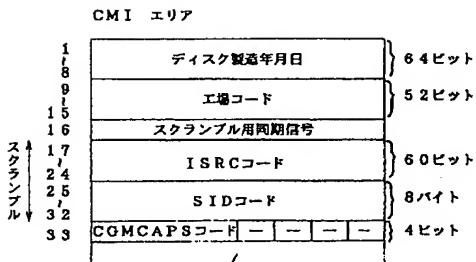 CMI エリア
1
~
8
ディスク製造年月日
64ビット
9
~
15
工場コード
52ビット
16
スクランブル用同期信号
スクランブル
17
~
24
ISRCコード
60ビット
25
~
32
SIDコード
8バイト
33
CGMCAPSコード
4ビット